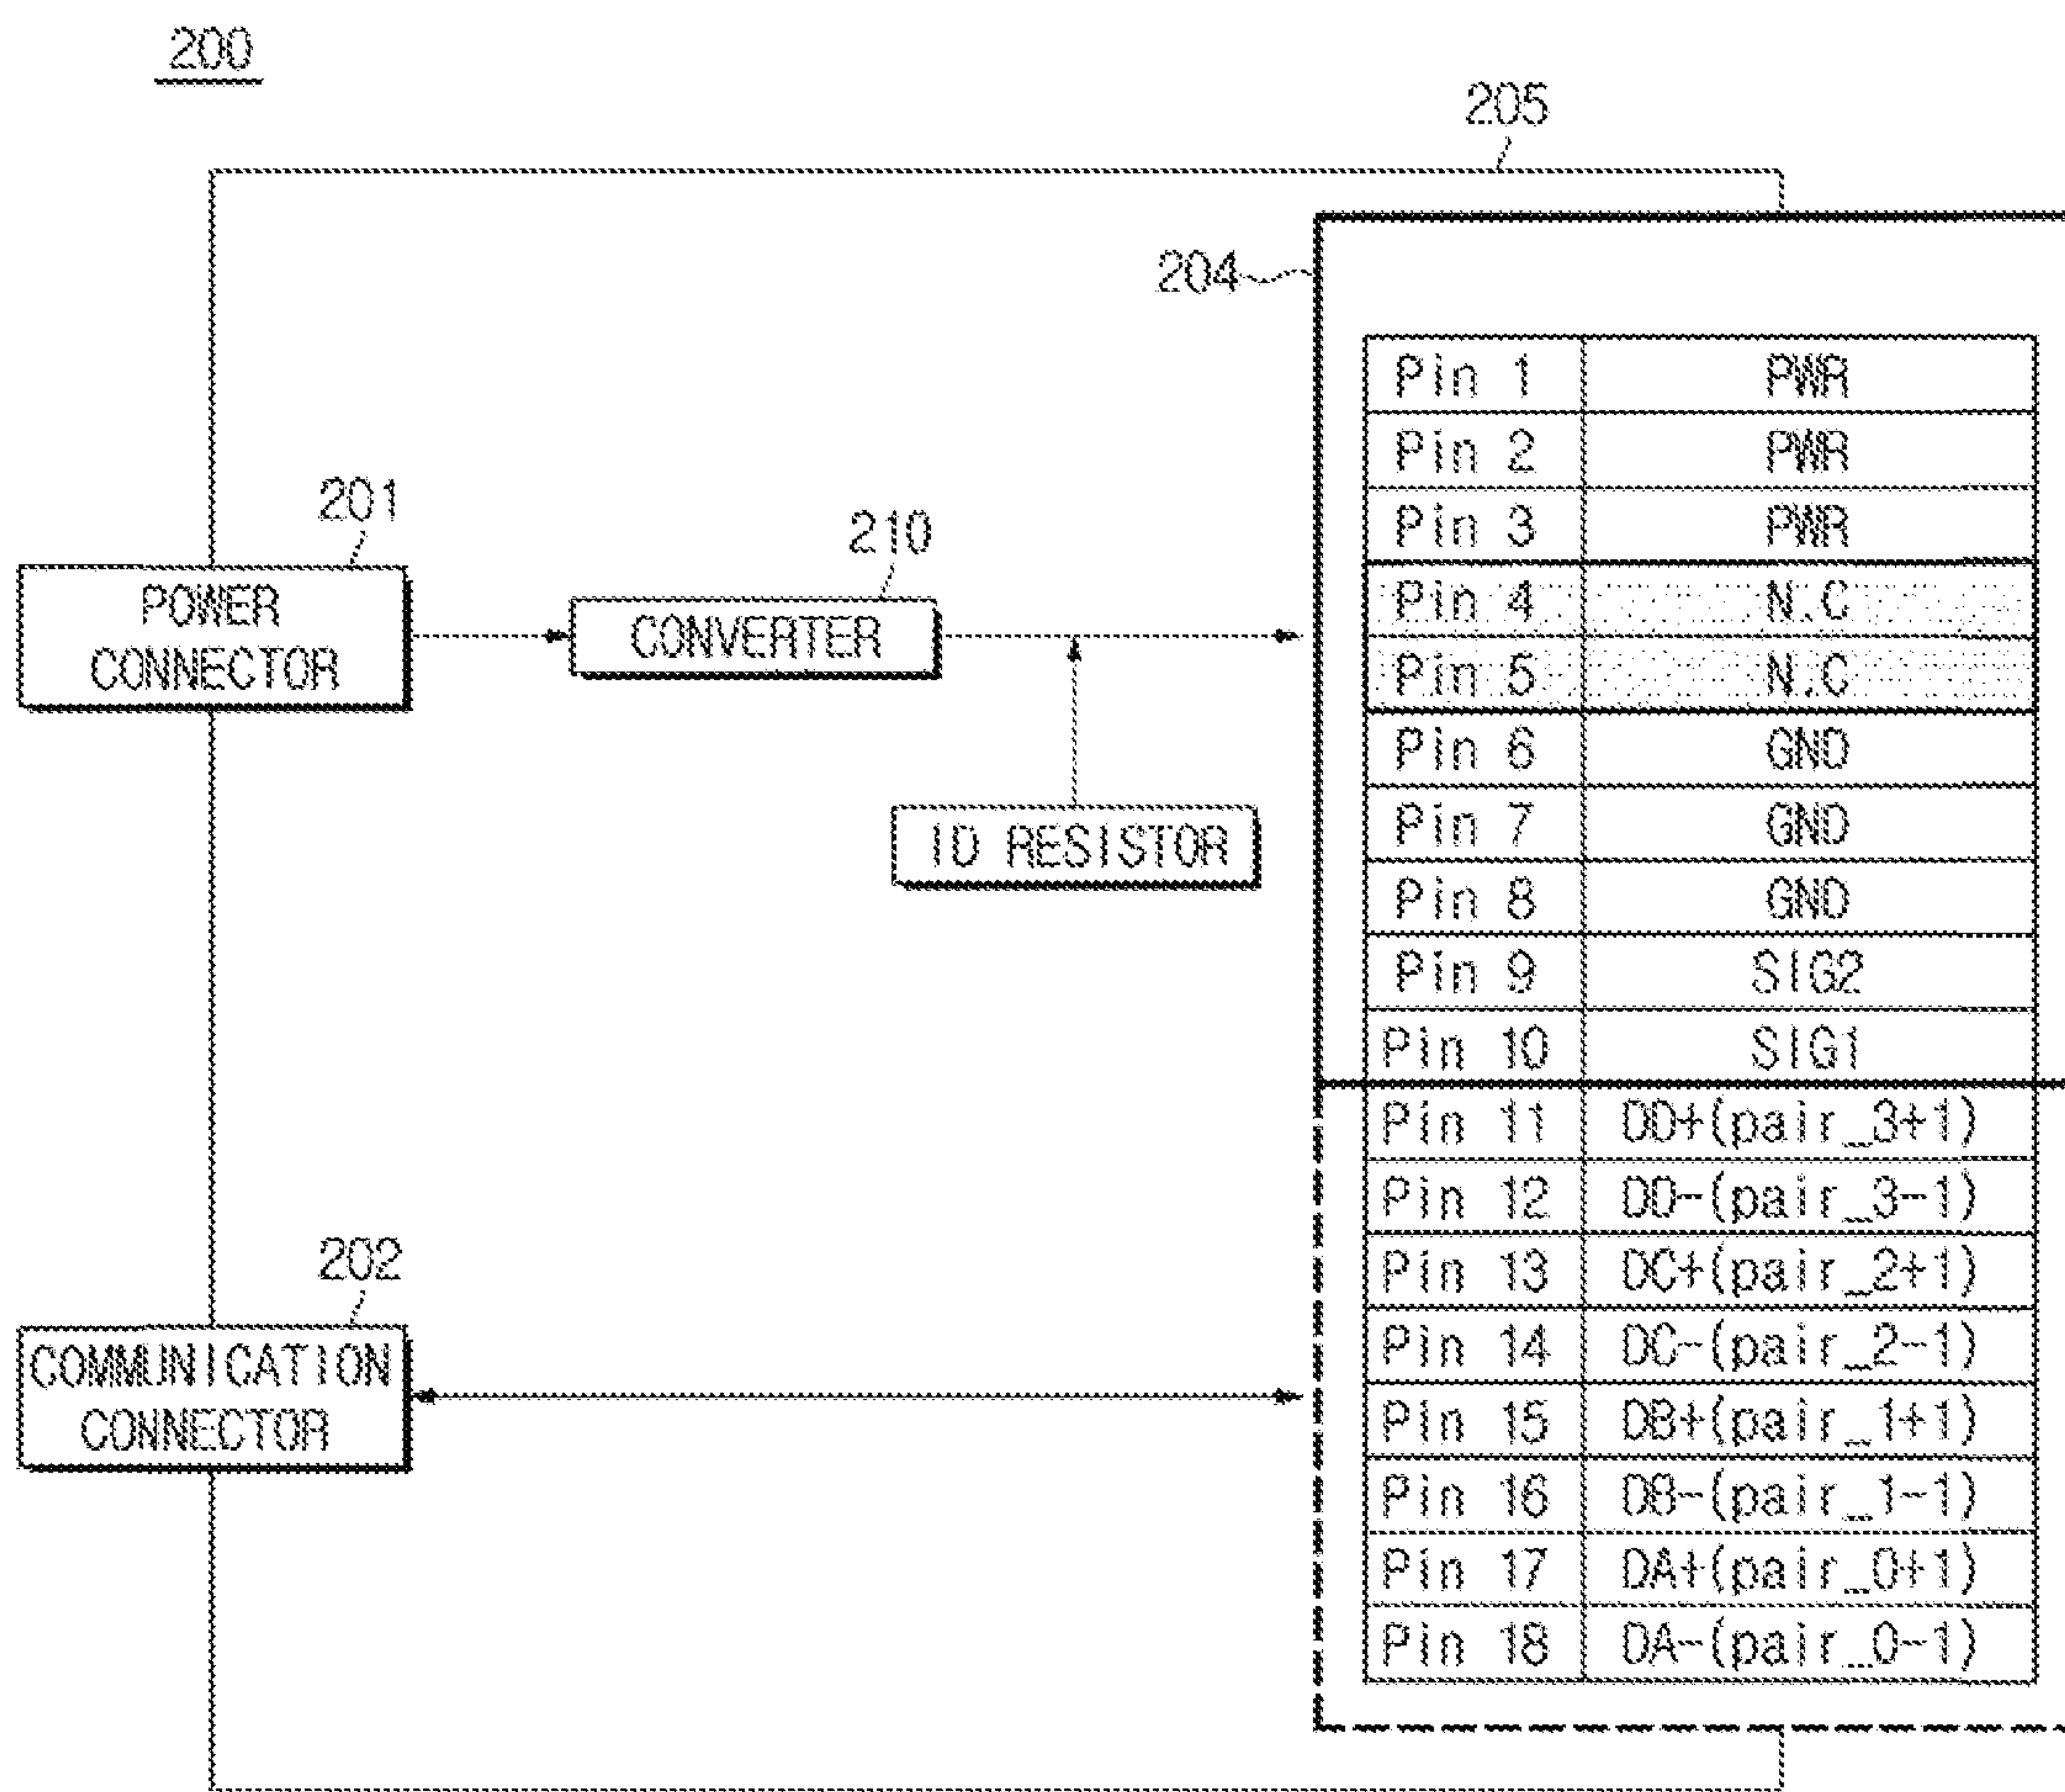 200
205
204
201
POWER
CONNECTOR
210
CONVERTER
ID RESISTOR
202
COMMUNICATION
CONNECTOR
Pin 1 PWR
Pin 2 PWR
Pin 3 PWR
Pin 4 N.C
Pin 5 N.C
Pin 6 GND
Pin 7 GND
Pin 8 GND
Pin 9 SIG2
Pin 10 SIG1
Pin 11 DD+(pair_3+1)
Pin 12 DD-(pair_3-1)
Pin 13 DC+(pair_2+1)
Pin 14 DC-(pair_2-1)
Pin 15 DB+(pair_1+1)
Pin 16 DB-(pair_1-1)
Pin 17 DA+(pair_0+1)
Pin 18 DA-(pair_0-1)